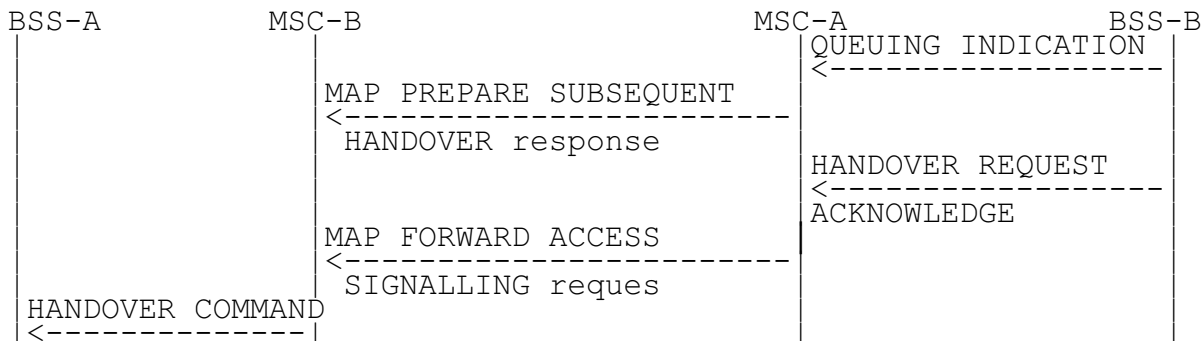 BSS-A MSC-B MSC-A BSS-B
QUEUING INDICATION
MAP PREPARE SUBSEQUENT
HANDOVER response
HANDOVER REQUEST
ACKNOWLEDGE
MAP FORWARD ACCESS
SIGNALLING reques
HANDOVER COMMAND